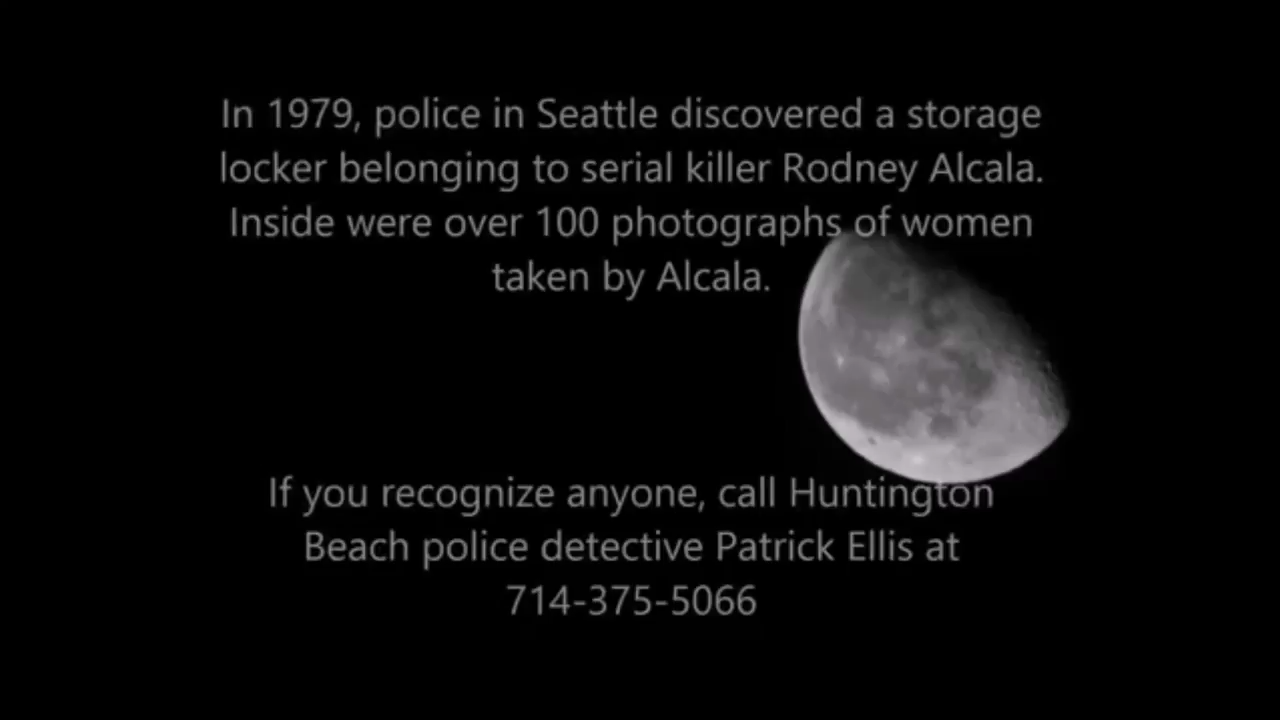 In 1979, police in Seattle discovered a storage
locker belonging to serial killer Rodney Alcala.
Inside were over 100 photographs of women
taken by Alcala.
If you recognize anyone, call Huntington
Beach police detective Patrick Ellis at
714-375-5066